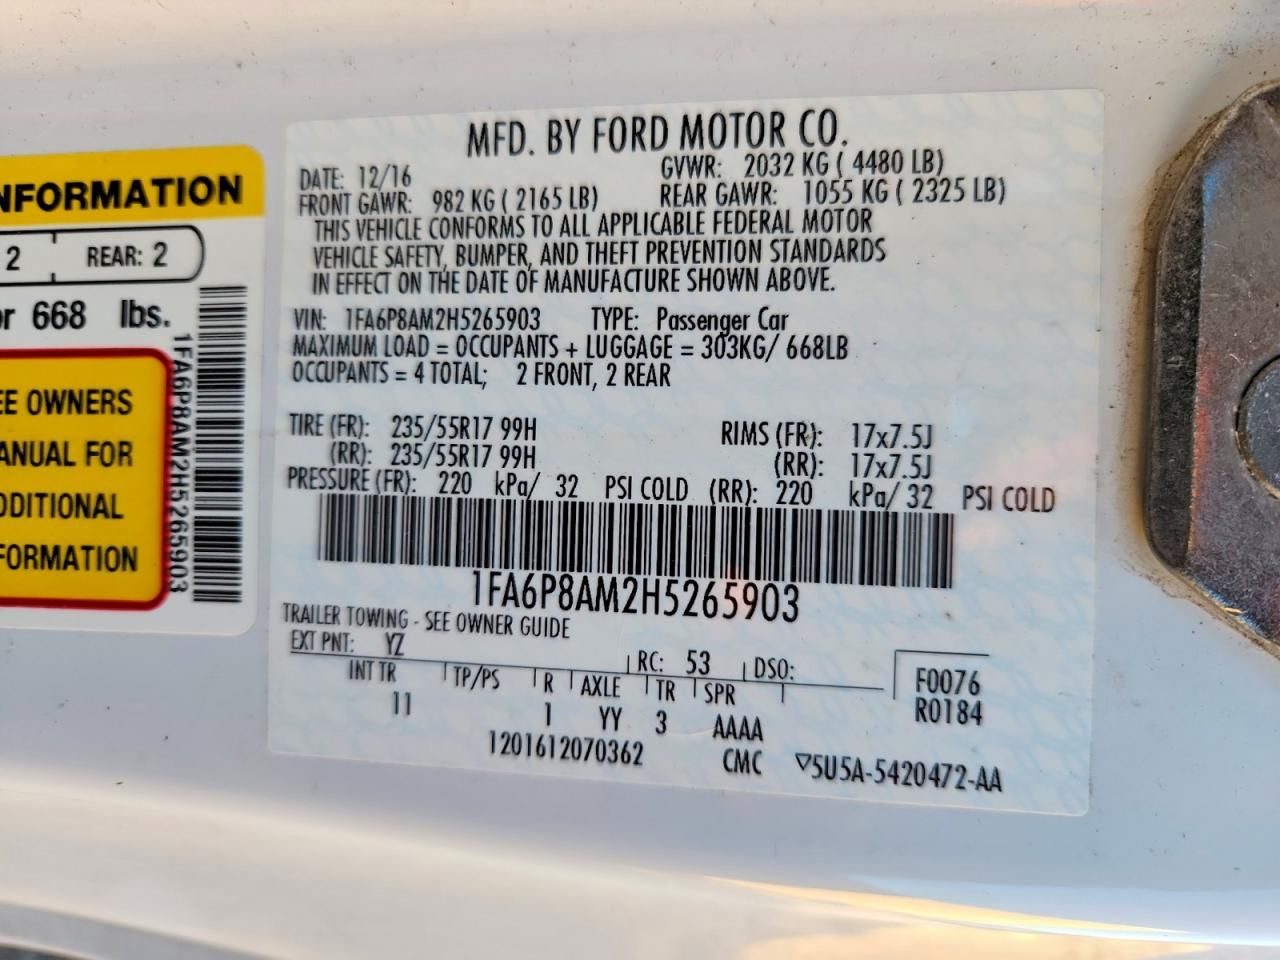 NFORMATION
2 REAR: 2
or 668 lbs.
EE OWNERS
ANUAL FOR
DDITIONAL
FORMATION
1FA6P8AM2H5265903
MFD. BY FORD MOTOR CO.
DATE: 12/16 GVWR: 2032 KG ( 4480 LB)
FRONT GAWR: 982 KG ( 2165 LB) REAR GAWR: 1055 KG ( 2325 LB)
THIS VEHICLE CONFORMS TO ALL APPLICABLE FEDERAL MOTOR
VEHICLE SAFETY, BUMPER, AND THEFT PREVENTION STANDARDS
IN EFFECT ON THE DATE OF MANUFACTURE SHOWN ABOVE.
VIN: 1FA6P8AM2H5265903 TYPE: Passenger Car
MAXIMUM LOAD = OCCUPANTS + LUGGAGE = 303KG/ 668LB
OCCUPANTS = 4 TOTAL; 2 FRONT, 2 REAR
TIRE (FR): 235/55R17 99H RIMS (FR): 17x7.5J
(RR): 235/55R17 99H (RR): 17x7.5J
PRESSURE (FR): 220 kPa/ 32 PSI COLD (RR): 220 kPa/ 32 PSI COLD
1FA6P8AM2H5265903
TRAILER TOWING - SEE OWNER GUIDE
EXT PNT: YZ RC: 53 DSO:
INT TR TP/PS R AXLE TR SPR
11 1 YY 3 AAAA
F0076
R0184
1201612070362 CMC ▽5U5A-5420472-AA